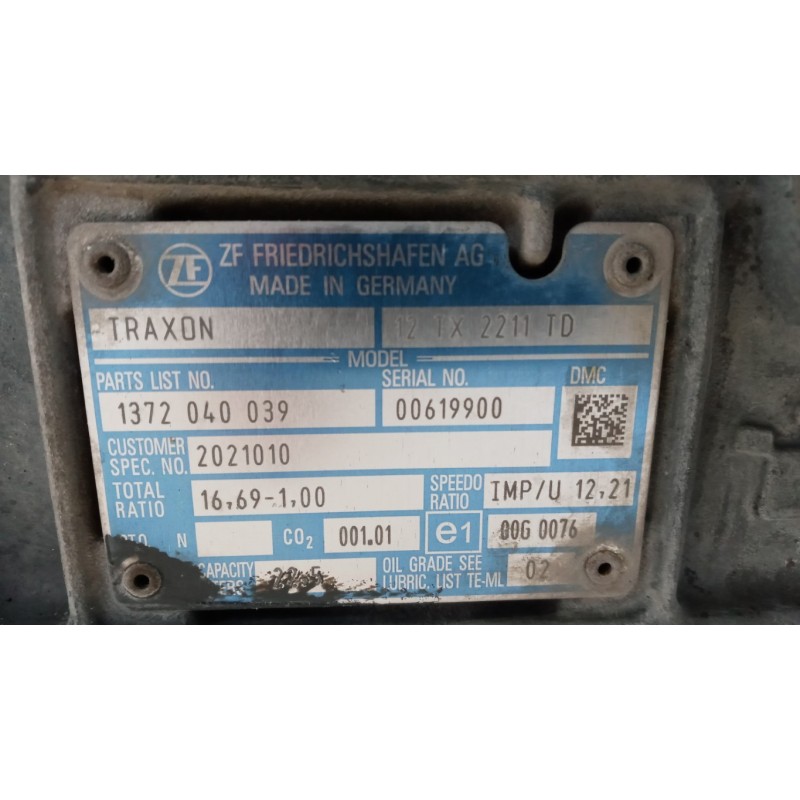 ZF ZF FRIEDRICHSHAFEN AG
MADE IN GERMANY
TRAXON 12 TX 2211 TD
MODEL
PARTS LIST NO. SERIAL NO. DMC
1372 040 039 00619900
CUSTOMER
SPEC. NO. 2021010
TOTAL
RATIO 16,69-1,00 SPEEDO
RATIO IMP/U 12,21
N CO2 001.01 e1 00G 0076
CAPACITY OIL GRADE SEE
LUBRIC. LIST TE-ML 02